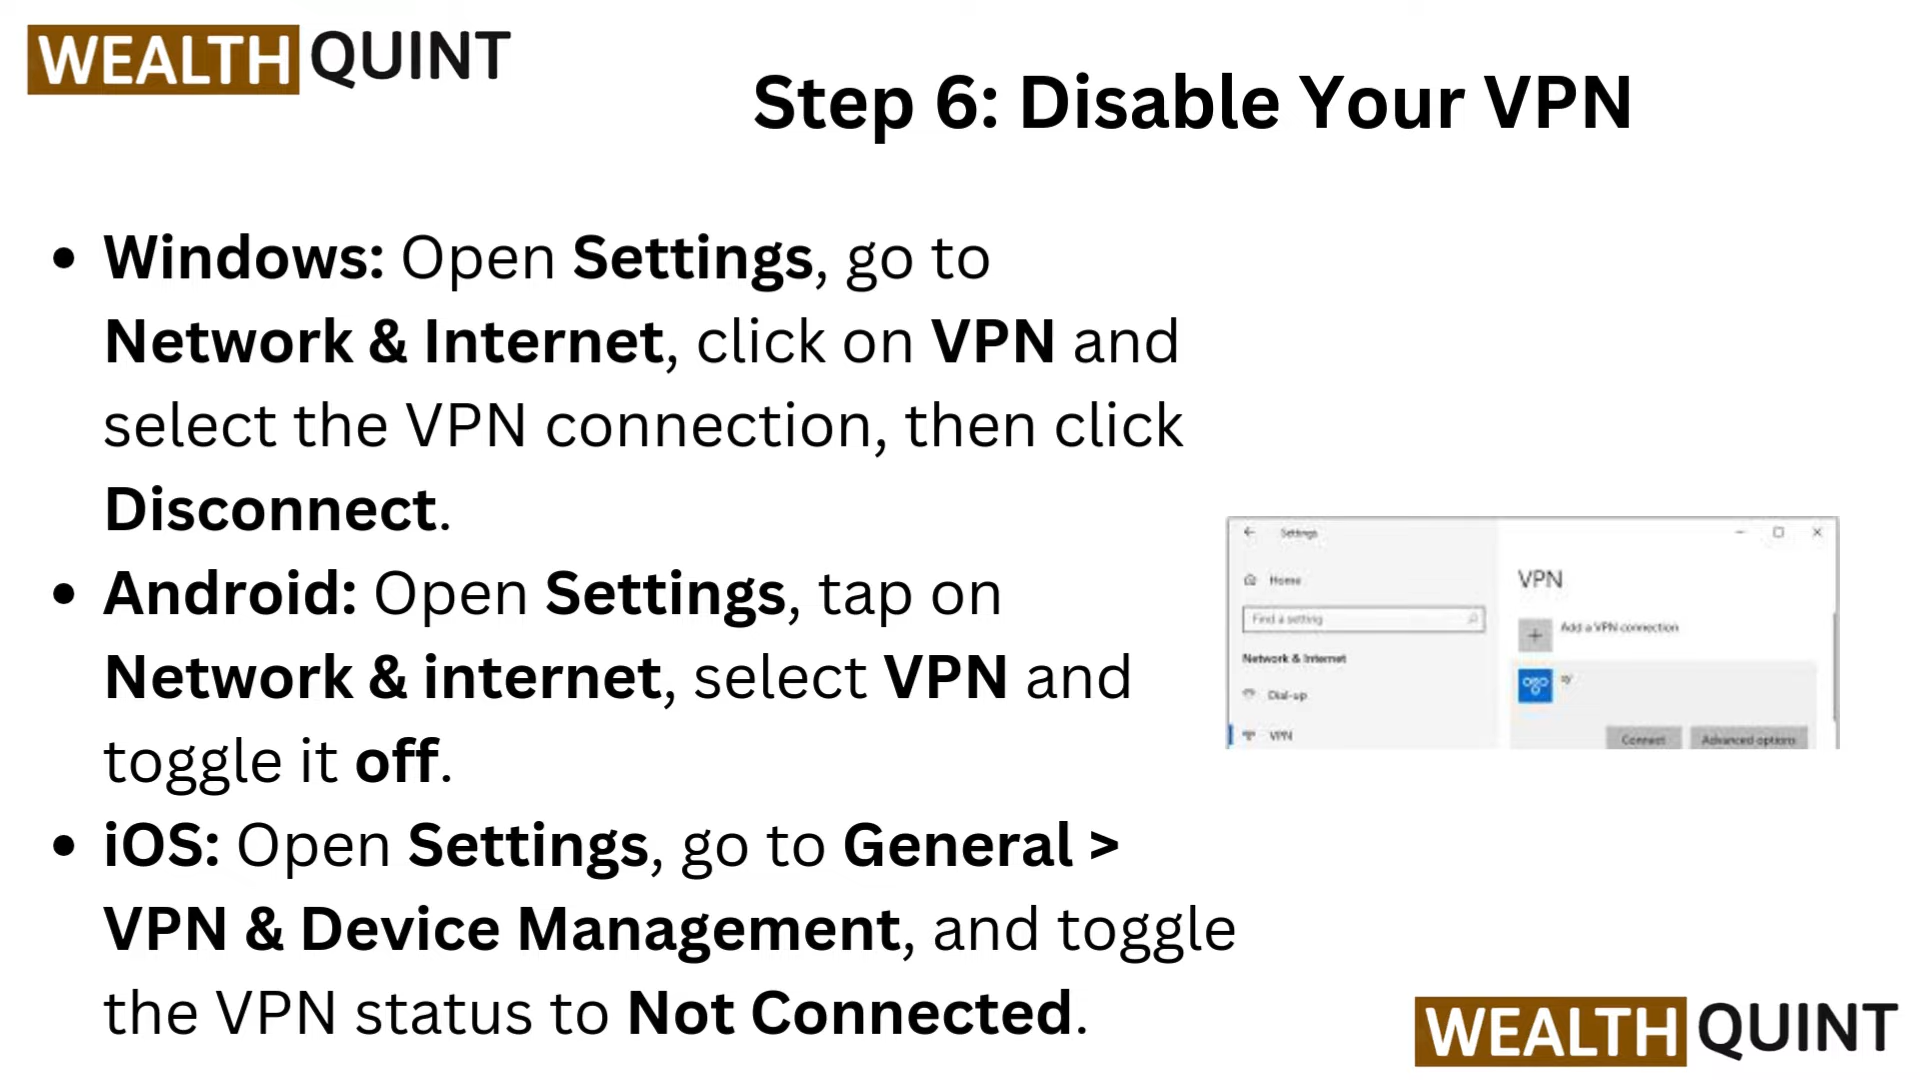 WEALTH QUINT
Step 6: Disable Your VPN
• Windows: Open Settings, go to
Network & Internet, click on VPN and
select the VPN connection, then click
Disconnect.
• Android: Open Settings, tap on
Network & internet, select VPN and
toggle it off.
• iOS: Open Settings, go to General >
VPN & Device Management, and toggle
the VPN status to Not Connected.
Settings
Home
Find a setting
Network & Internet
Dial-up
VPN
VPN
Add a VPN connection
Connect Advanced options
WEALTH QUINT